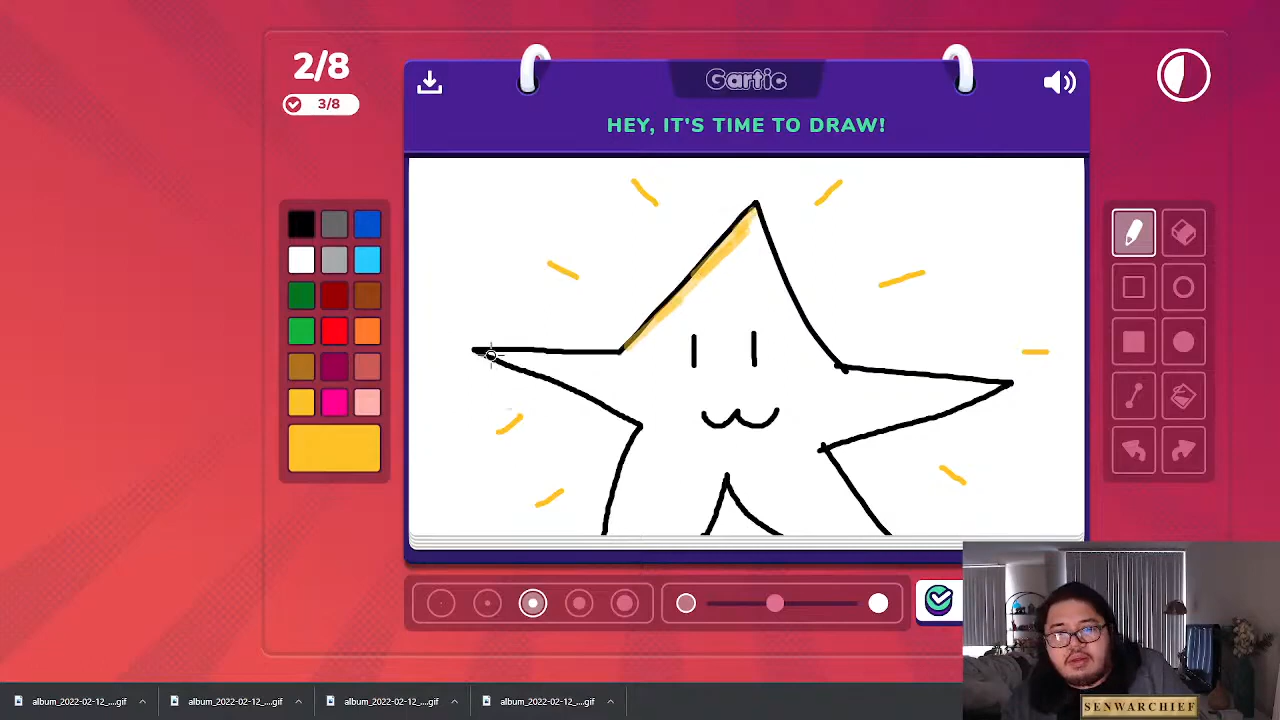 2/8
3/8
Gartic
HEY, IT'S TIME TO DRAW!
album_2022-02-12_...gif
album_2022-02-12_...gif
album_2022-02-12_...gif
album_2022-02-12_...gif
SENWARCHIEF